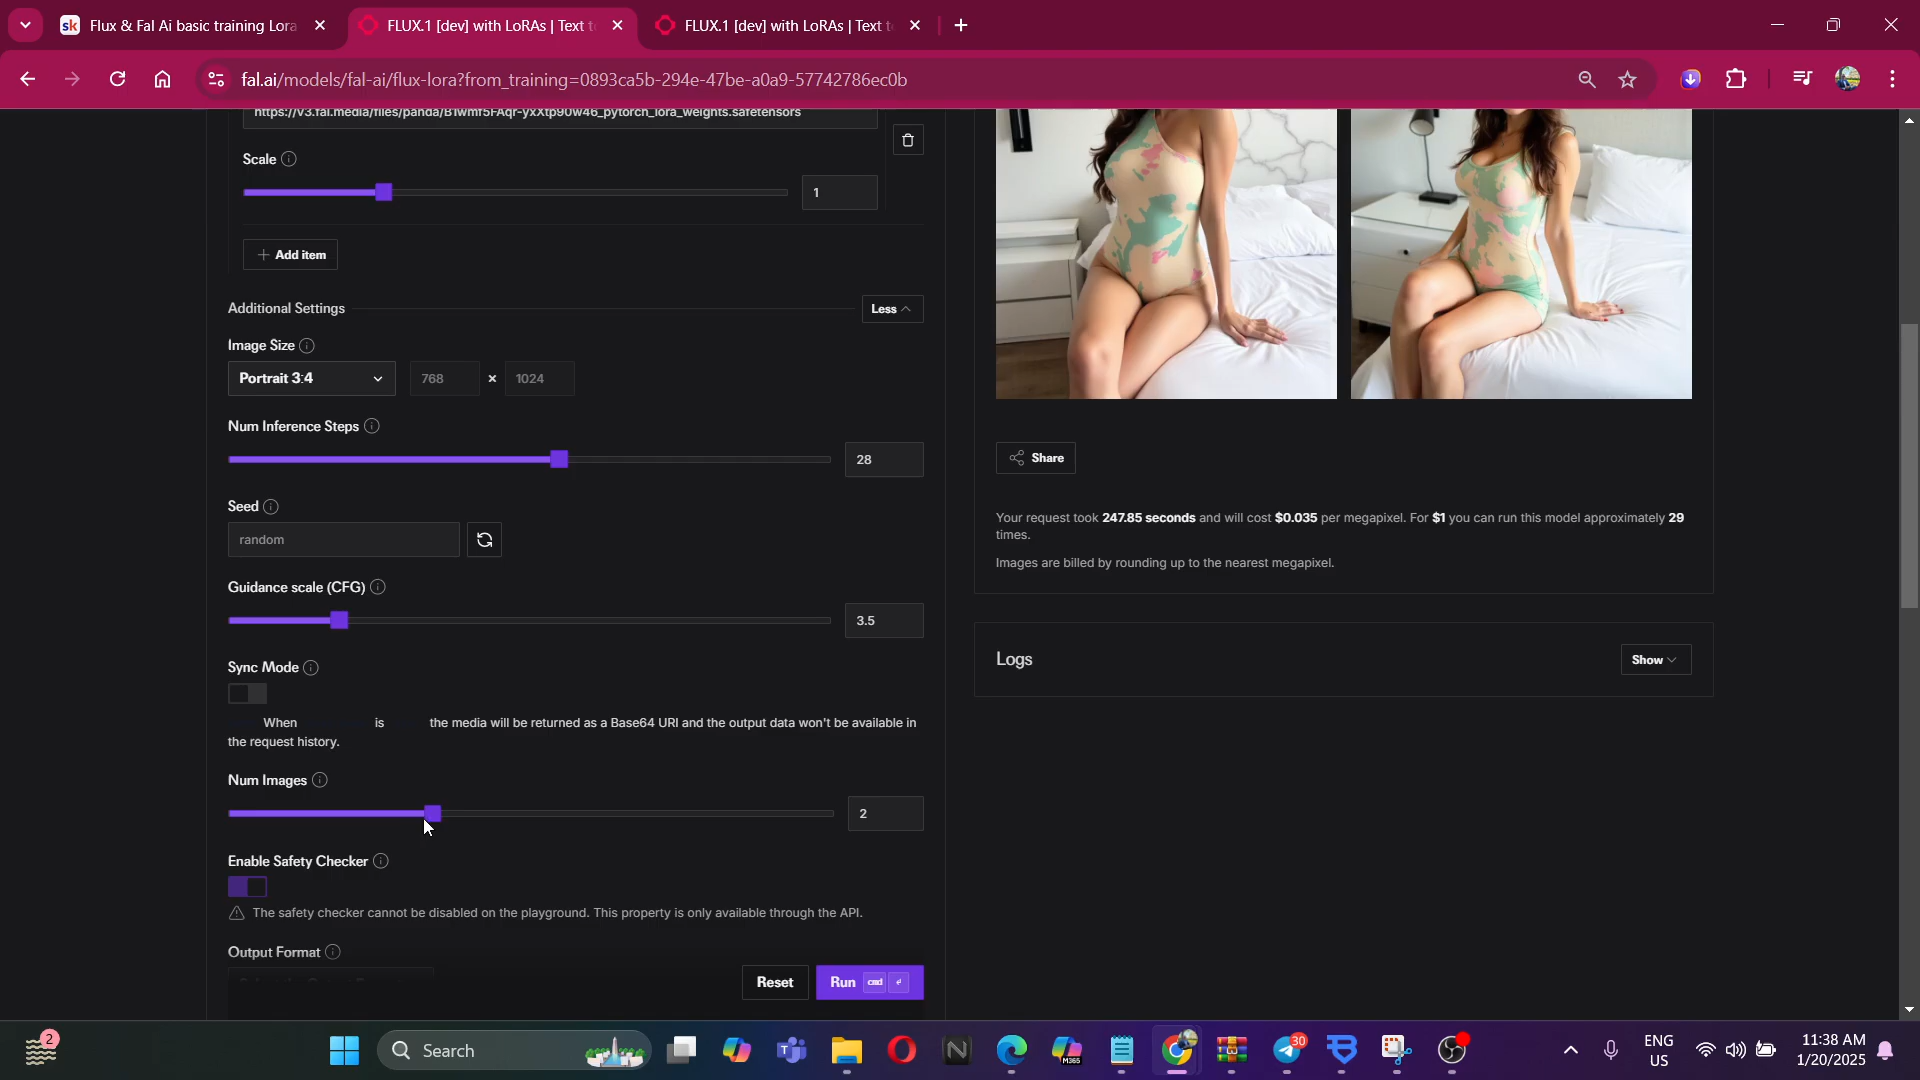 Flux & Fal Ai basic training Lora
FLUX.1 [dev] with LoRAs | Text t
FLUX.1 [dev] with LoRAs | Text t
fal.ai/models/fal-ai/flux-lora?from_training=0893ca5b-294e-47be-a0a9-57742786ec0b
Scale
1
Add item
Additional Settings
Less
Image Size
Portrait 3:4
768 × 1024
Num Inference Steps
28
Seed
random
Guidance scale (CFG)
3.5
Sync Mode
When is the media will be returned as a Base64 URI and the output data won't be available in
the request history.
Num Images
2
Enable Safety Checker
The safety checker cannot be disabled on the playground. This property is only available through the API.
Output Format
Reset
Run cmd
Share
Your request took 247.85 seconds and will cost $0.035 per megapixel. For $1 you can run this model approximately 29
times.
Images are billed by rounding up to the nearest megapixel.
Logs
Show
2
Search
M365
30
ENG
US
11:38 AM
1/20/2025